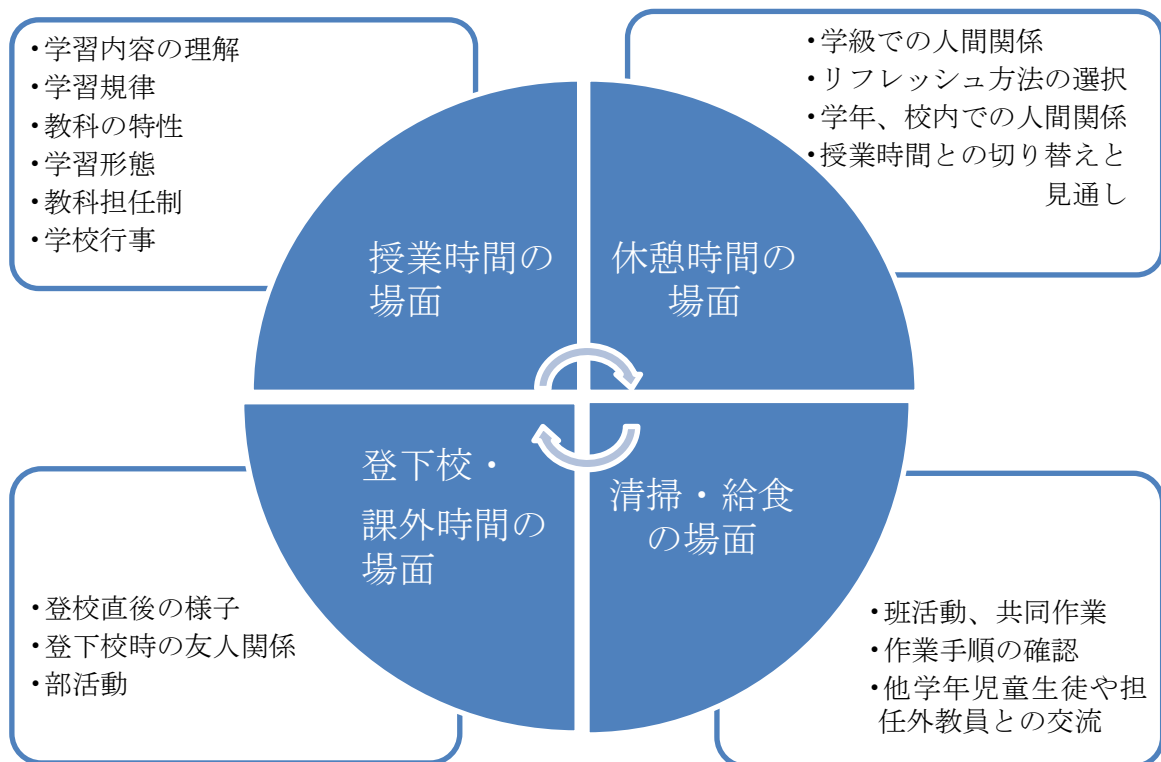 ・学習内容の理解
・学習規律
・教科の特性
・学習形態
・教科担任制
・学校行事
・学級での人間関係
・リフレッシュ方法の選択
・学年、校内での人間関係
・授業時間との切り替えと
見通し
授業時間の
場面
休憩時間の
場面
登下校・
課外時間の
場面
清掃・給食
の場面
・登校直後の様子
・登下校時の友人関係
・部活動
・班活動、共同作業
・作業手順の確認
・他学年児童生徒や担
任外教員との交流